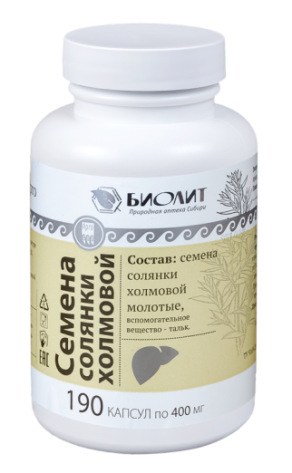 БИОЛИТ
Природная аптека Сибири
Семена
солянки
холмовой
Состав: семена
солянки
холмовой
молотые,
вспомогательное
вещество - тальк.
EAC
190 КАПСУЛ по 400 мг